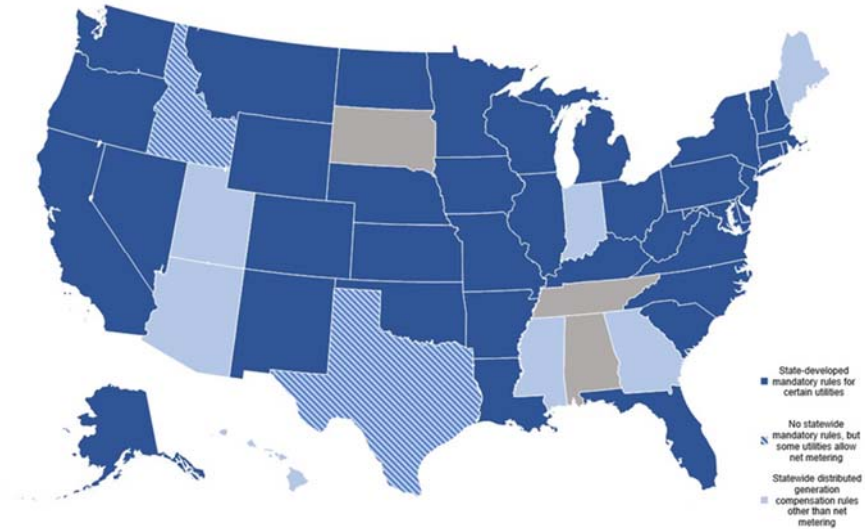 State-developed
mandatory rules for
certain utilities
No statewide
mandatory rules, but
some utilities allow
net metering
Statewide distributed
generation
compensation rules
other than net
metering